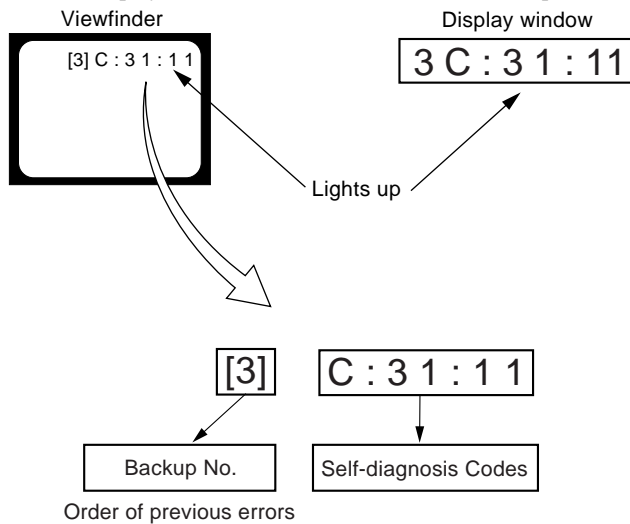 Viewfinder
Display window
[3] C : 3 1 : 1 1
3 C : 3 1 : 11
Lights up
[3]
C : 3 1 : 1 1
Backup No.
Self-diagnosis Codes
Order of previous errors